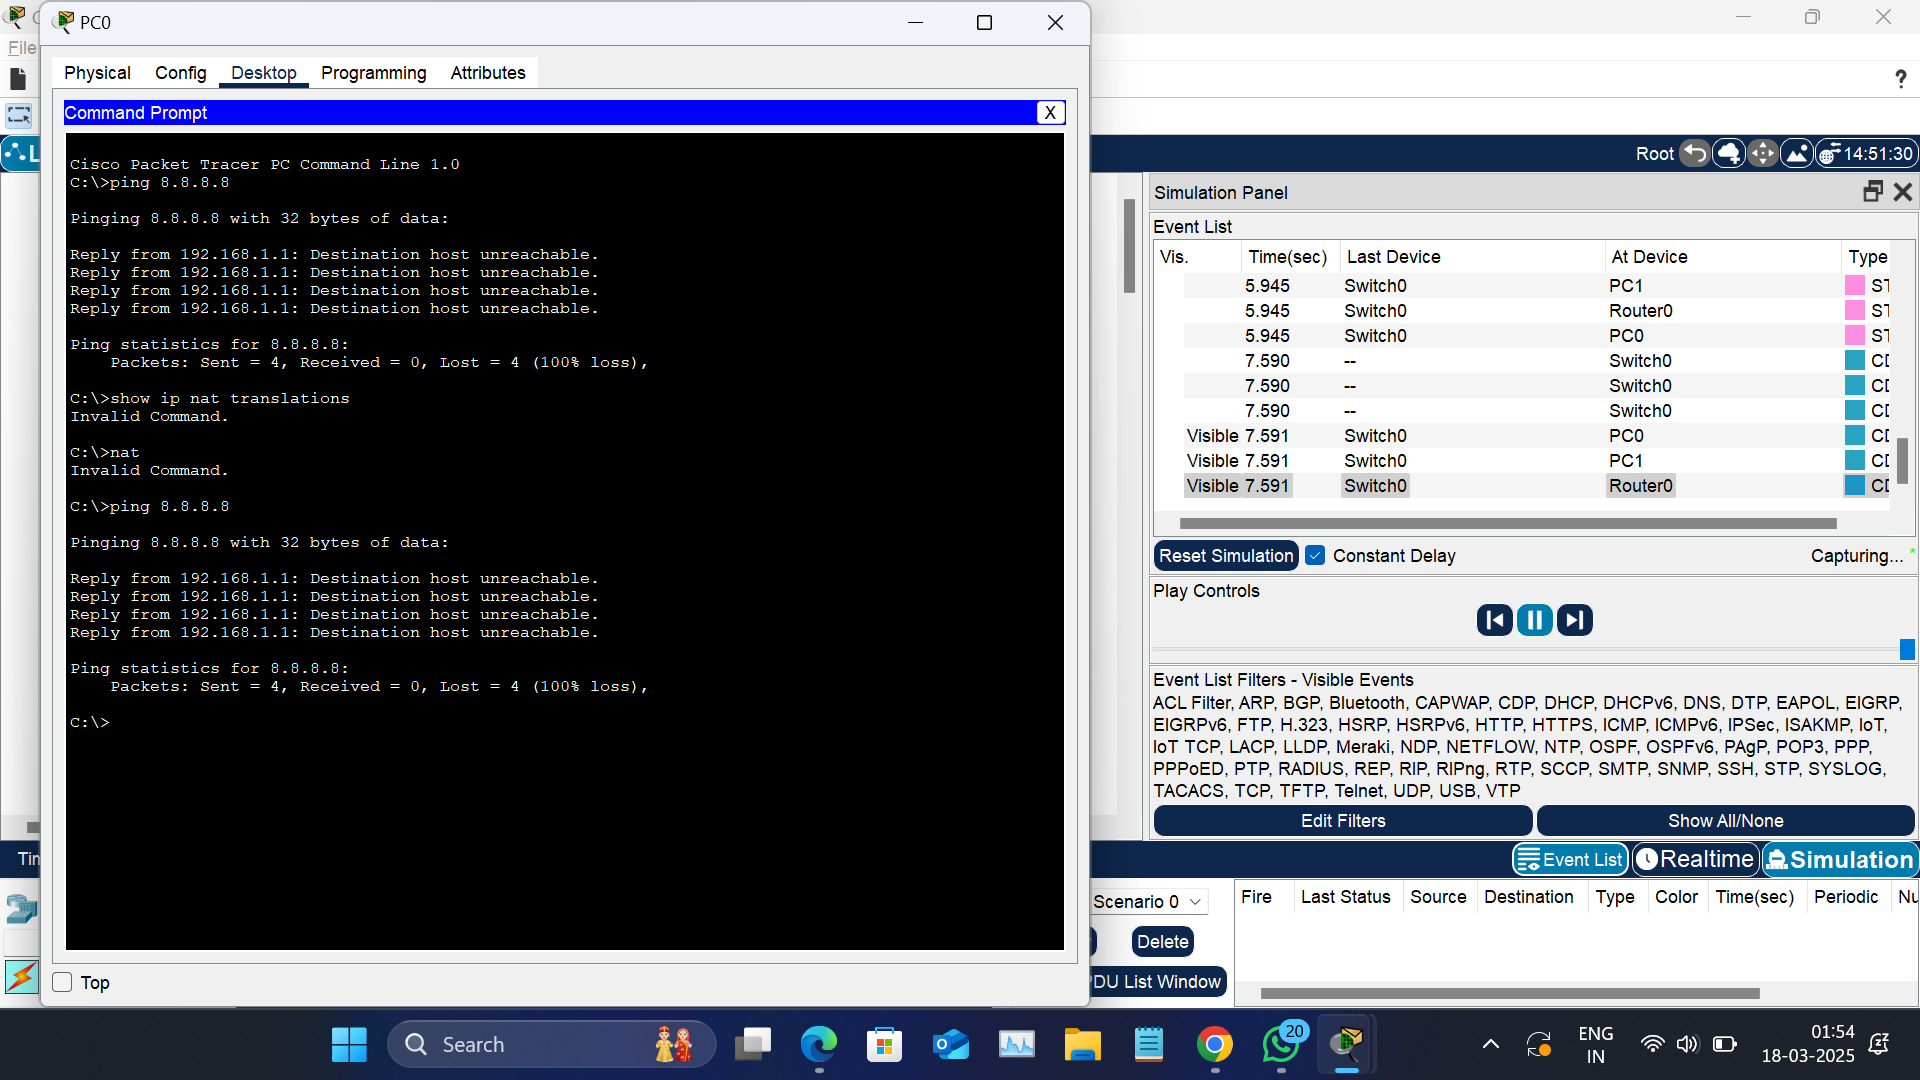 PC0
File
Physical Config Desktop Programming Attributes
?
Command Prompt X
Cisco Packet Tracer PC Command Line 1.0
C:\>ping 8.8.8.8
Pinging 8.8.8.8 with 32 bytes of data:
Reply from 192.168.1.1: Destination host unreachable.
Reply from 192.168.1.1: Destination host unreachable.
Reply from 192.168.1.1: Destination host unreachable.
Reply from 192.168.1.1: Destination host unreachable.
Ping statistics for 8.8.8.8:
Packets: Sent = 4, Received = 0, Lost = 4 (100% loss),
C:\>show ip nat translations
Invalid Command.
C:\>nat
Invalid Command.
C:\>ping 8.8.8.8
Pinging 8.8.8.8 with 32 bytes of data:
Reply from 192.168.1.1: Destination host unreachable.
Reply from 192.168.1.1: Destination host unreachable.
Reply from 192.168.1.1: Destination host unreachable.
Reply from 192.168.1.1: Destination host unreachable.
Ping statistics for 8.8.8.8:
Packets: Sent = 4, Received = 0, Lost = 4 (100% loss),
C:\>
Top
Root 14:51:30
Simulation Panel
Event List
Vis. Time(sec) Last Device At Device Type
5.945 Switch0 PC1 ST
5.945 Switch0 Router0 ST
5.945 Switch0 PC0 ST
7.590 -- Switch0 CD
7.590 -- Switch0 CD
7.590 -- Switch0 CD
Visible 7.591 Switch0 PC0 CD
Visible 7.591 Switch0 PC1 CD
Visible 7.591 Switch0 Router0 CD
Reset Simulation Constant Delay Capturing... *
Play Controls
Event List Filters - Visible Events
ACL Filter, ARP, BGP, Bluetooth, CAPWAP, CDP, DHCP, DHCPv6, DNS, DTP, EAPOL, EIGRP,
EIGRPv6, FTP, H.323, HSRP, HSRPv6, HTTP, HTTPS, ICMP, ICMPv6, IPSec, ISAKMP, IoT,
IoT TCP, LACP, LLDP, Meraki, NDP, NETFLOW, NTP, OSPF, OSPFv6, PAgP, POP3, PPP,
PPPoED, PTP, RADIUS, REP, RIP, RIPng, RTP, SCCP, SMTP, SNMP, SSH, STP, SYSLOG,
TACACS, TCP, TFTP, Telnet, UDP, USB, VTP
Edit Filters Show All/None
Tim Event List Realtime Simulation
Scenario 0 Fire Last Status Source Destination Type Color Time(sec) Periodic Nu
Delete
PDU List Window
Search 20 ENG
IN
01:54
18-03-2025